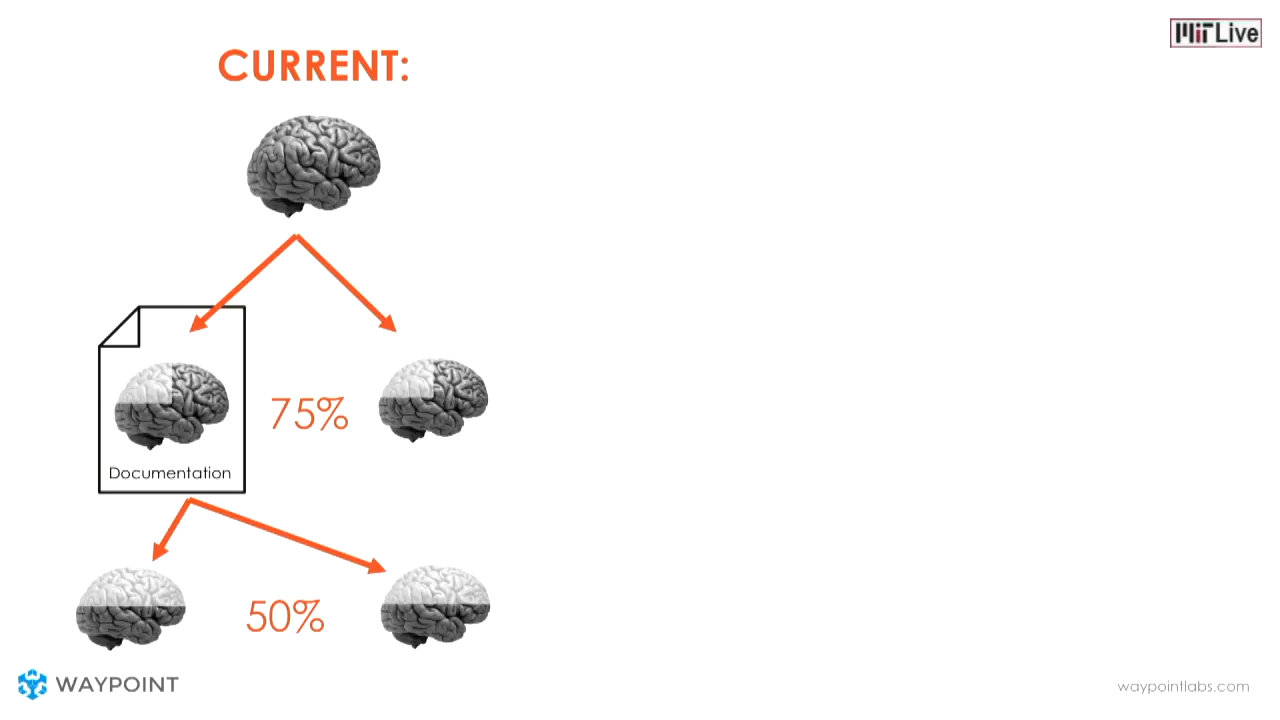 MIT Live
CURRENT:
75%
Documentation
50%
WAYPOINT
waypointlabs.com